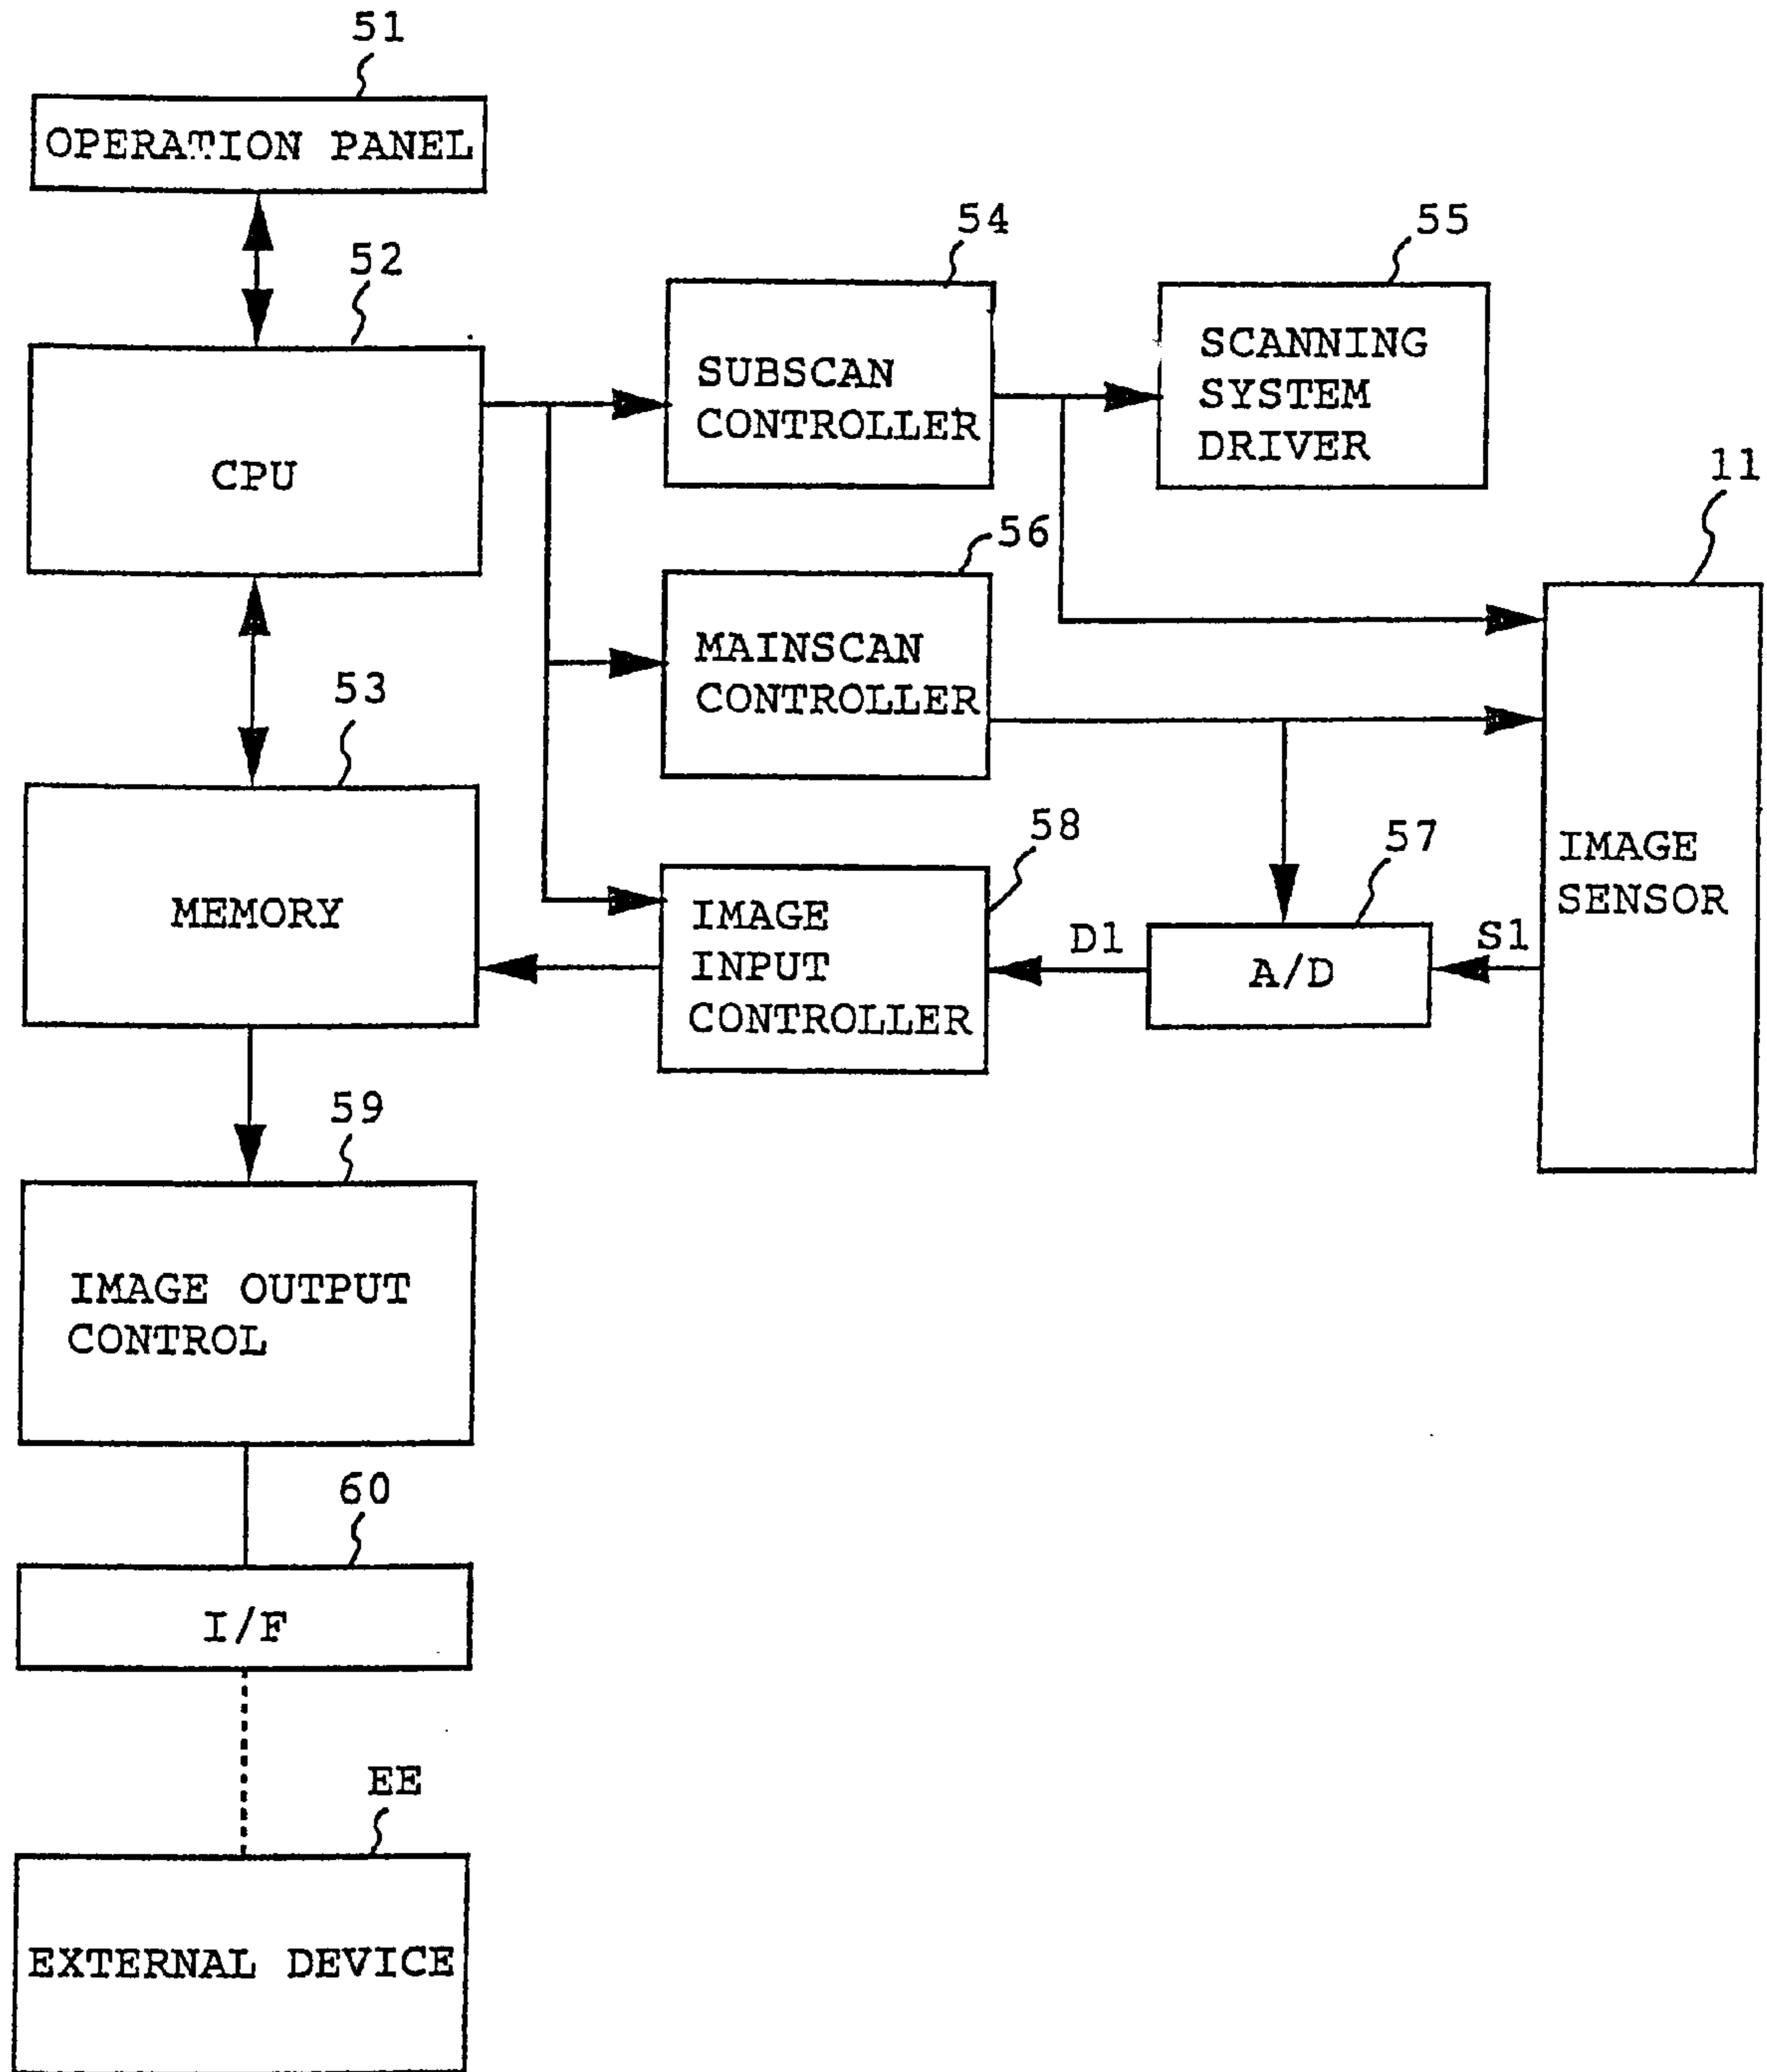 51
OPERATION PANEL
52
CPU
54
SUBSCAN
CONTROLLER
55
SCANNING
SYSTEM
DRIVER
11
IMAGE
SENSOR
56
MAINSCAN
CONTROLLER
53
MEMORY
58
IMAGE
INPUT
CONTROLLER
D1
57
A/D
S1
59
IMAGE OUTPUT
CONTROL
60
I/F
EE
EXTERNAL DEVICE